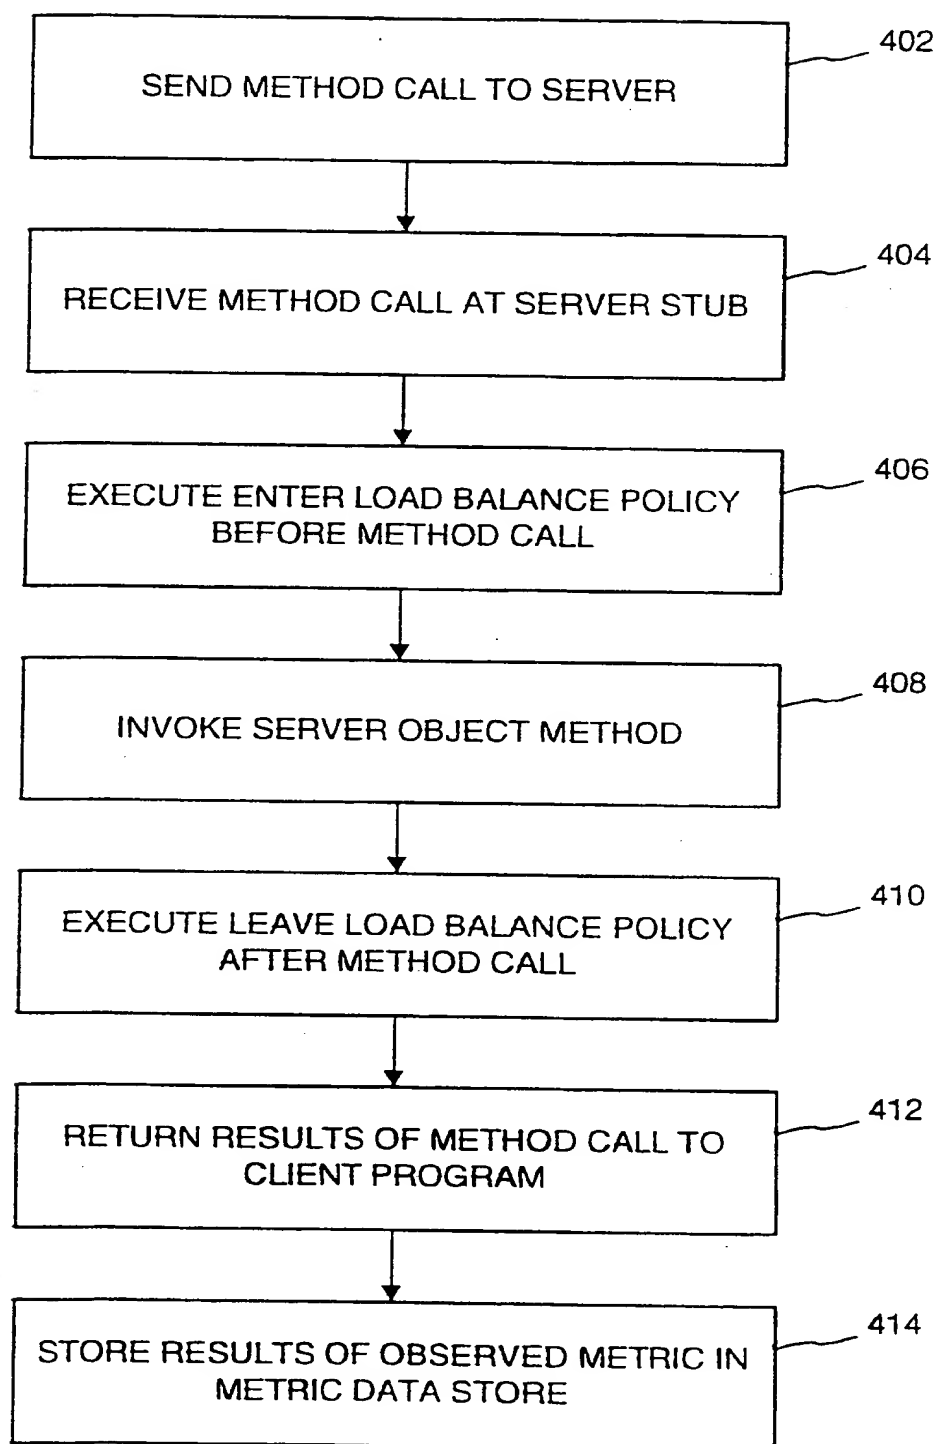 402
SEND METHOD CALL TO SERVER
404
RECEIVE METHOD CALL AT SERVER STUB
406
EXECUTE ENTER LOAD BALANCE POLICY
BEFORE METHOD CALL
408
INVOKE SERVER OBJECT METHOD
410
EXECUTE LEAVE LOAD BALANCE POLICY
AFTER METHOD CALL
412
RETURN RESULTS OF METHOD CALL TO
CLIENT PROGRAM
414
STORE RESULTS OF OBSERVED METRIC IN
METRIC DATA STORE